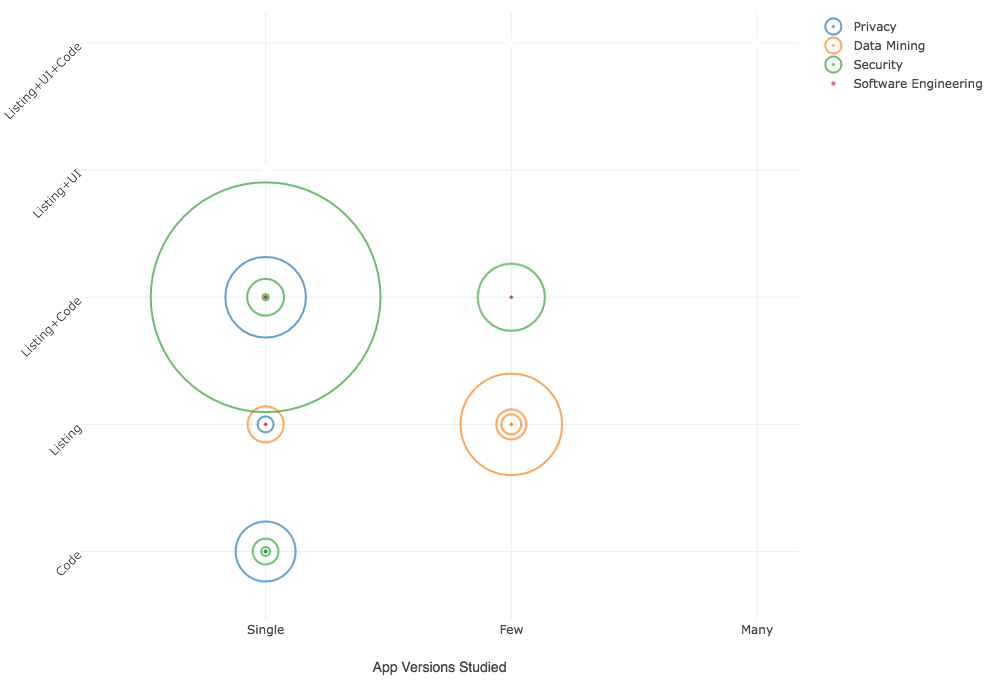 Privacy
Data Mining
Security
Software Engineering
Listing+UI+Code
Listing+UI
Listing+Code
Listing
Code
Single
Few
Many
App Versions Studied